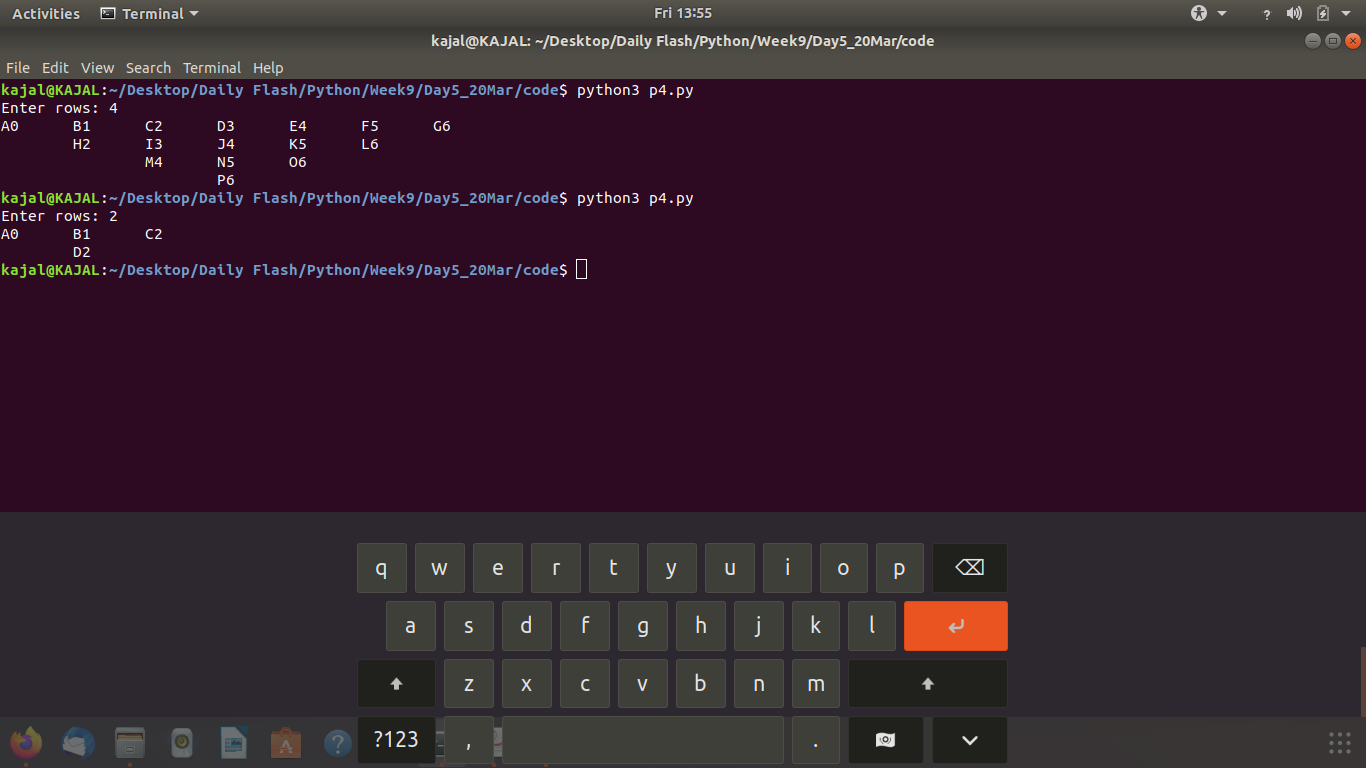 Activities Terminal Fri 13:55 ?
kajal@KAJAL: ~/Desktop/Daily Flash/Python/Week9/Day5_20Mar/code
File Edit View Search Terminal Help
kajal@KAJAL:~/Desktop/Daily Flash/Python/Week9/Day5_20Mar/code$ python3 p4.py
Enter rows: 4
A0 B1 C2 D3 E4 F5 G6
H2 I3 J4 K5 L6
M4 N5 O6
P6
kajal@KAJAL:~/Desktop/Daily Flash/Python/Week9/Day5_20Mar/code$ python3 p4.py
Enter rows: 2
A0 B1 C2
D2
kajal@KAJAL:~/Desktop/Daily Flash/Python/Week9/Day5_20Mar/code$
q w e r t y u i o p
a s d f g h j k l
z x c v b n m
?123 , .